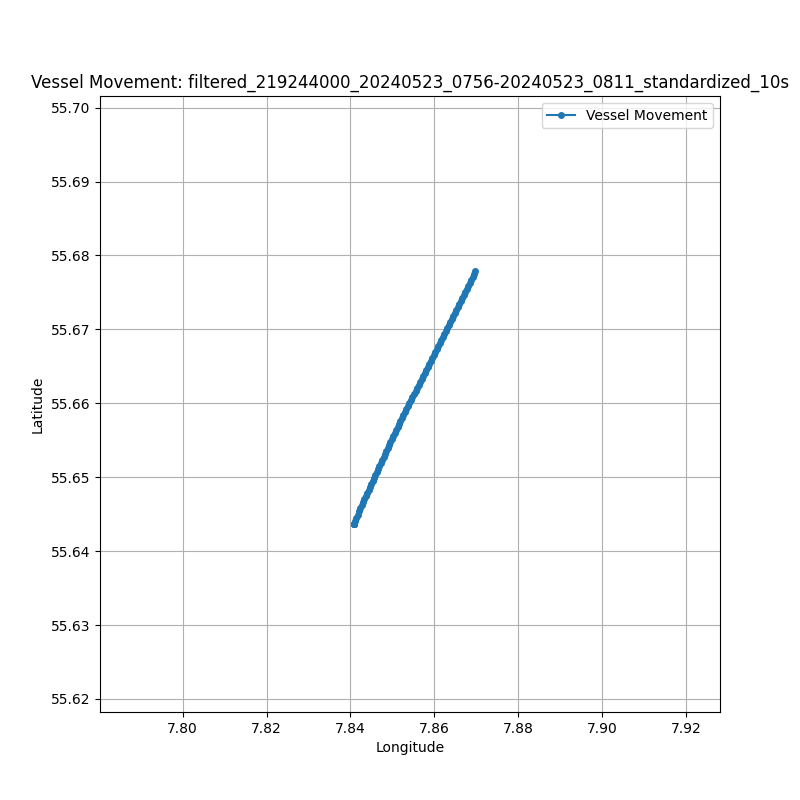 Vessel Movement: filtered_219244000_20240523_0756-20240523_0811_standardized_10s
Vessel Movement
55.70
55.69
55.68
55.67
55.66
55.65
55.64
55.63
55.62
Latitude
7.80 7.82 7.84 7.86 7.88 7.90 7.92
Longitude